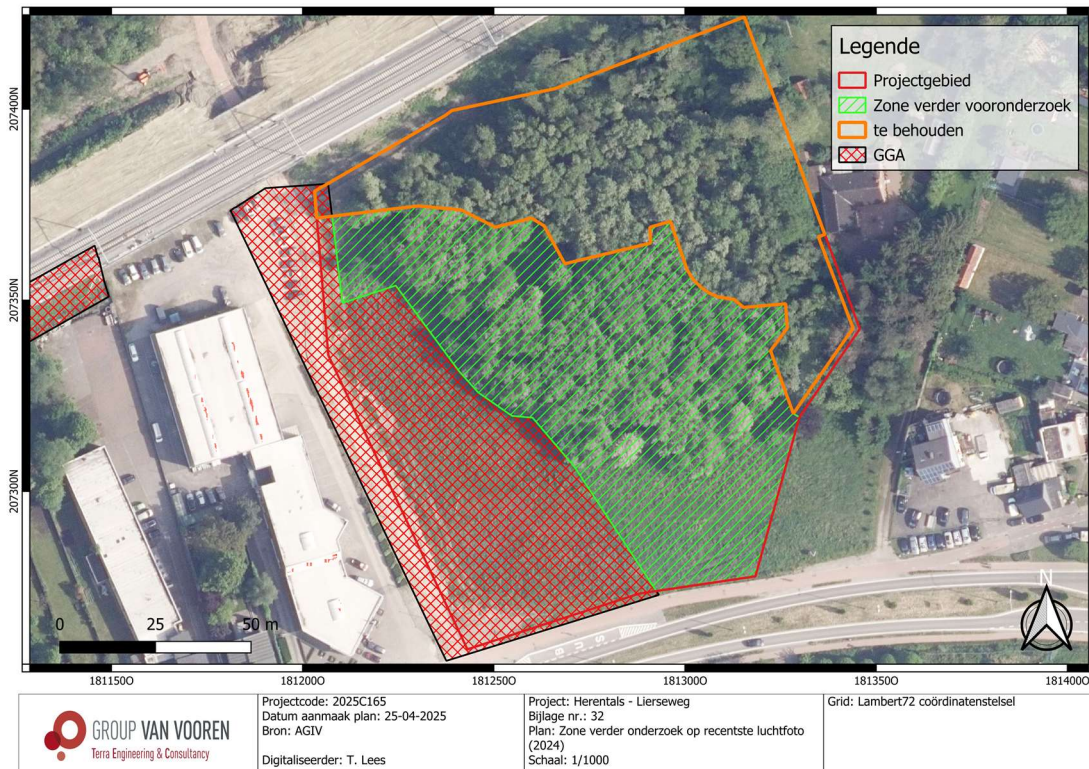 Legende
Projectgebied
Zone verder vooronderzoek
te behouden
GGA
207400N
207350N
207300N
0 25 50 m
N
BUS
181150O 181200O 181250O 181300O 181350O 181400O
GROUP VAN VOOREN
Terra Engineering & Consultancy
Projectcode: 2025C165
Datum aanmaak plan: 25-04-2025
Bron: AGIV
Digitaliseerder: T. Lees
Project: Herentals - Lierseweg
Bijlage nr.: 32
Plan: Zone verder onderzoek op recentste luchtfoto
(2024)
Schaal: 1/1000
Grid: Lambert72 coördinatenstelsel